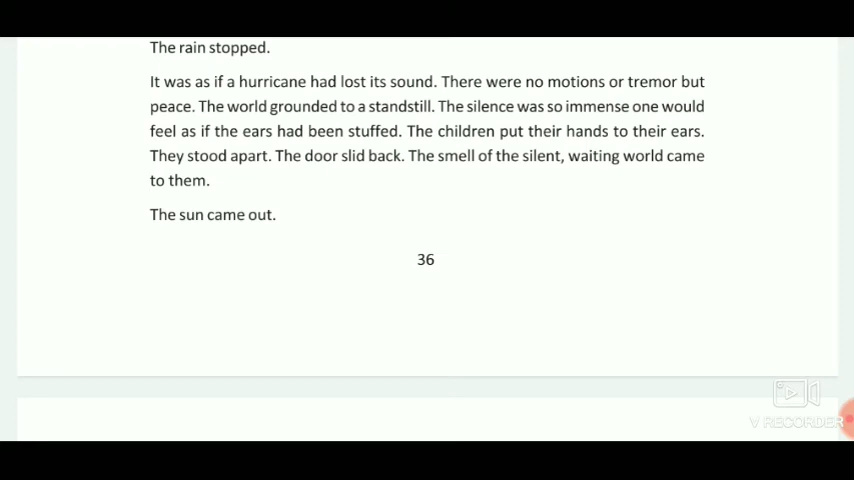 The rain stopped.
It was as if a hurricane had lost its sound. There were no motions or tremor but
peace. The world grounded to a standstill. The silence was so immense one would
feel as if the ears had been stuffed. The children put their hands to their ears.
They stood apart. The door slid back. The smell of the silent, waiting world came
to them.
The sun came out.
36
V RECORDER